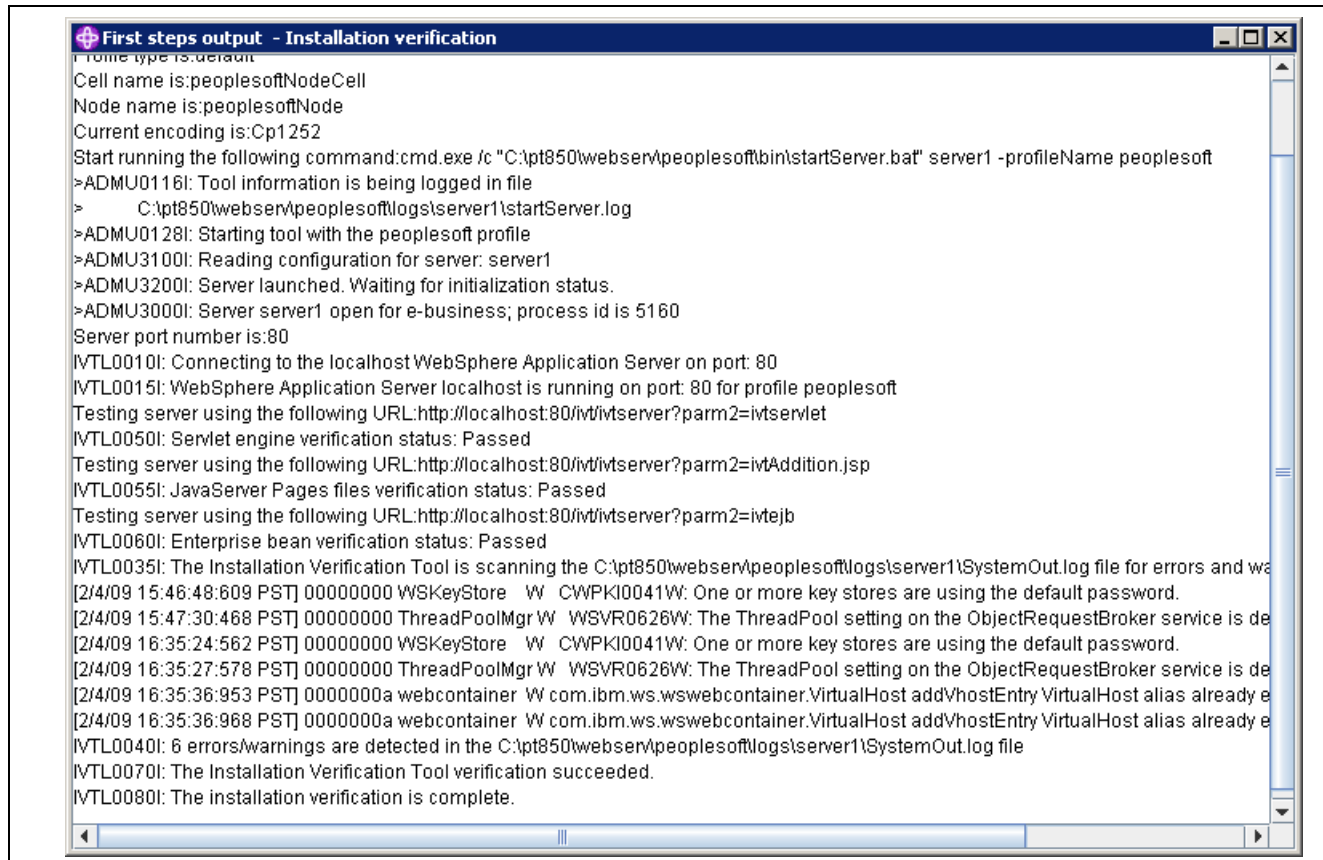 First steps output - Installation verification
Profile type is:default
Cell name is:peoplesoftNodeCell
Node name is:peoplesoftNode
Current encoding is:Cp1252
Start running the following command:cmd.exe /c "C:\pt850\webserv\peoplesoft\bin\startServer.bat" server1 -profileName peoplesoft
>ADMU0116I: Tool information is being logged in file
> C:\pt850\webserv\peoplesoft\logs\server1\startServer.log
>ADMU0128I: Starting tool with the peoplesoft profile
>ADMU3100I: Reading configuration for server: server1
>ADMU3200I: Server launched. Waiting for initialization status.
>ADMU3000I: Server server1 open for e-business; process id is 5160
Server port number is:80
IVTL0010I: Connecting to the localhost WebSphere Application Server on port: 80
IVTL0015I: WebSphere Application Server localhost is running on port: 80 for profile peoplesoft
Testing server using the following URL:http://localhost:80/ivt/ivtserver?parm2=ivtservlet
IVTL0050I: Servlet engine verification status: Passed
Testing server using the following URL:http://localhost:80/ivt/ivtserver?parm2=ivtAddition.jsp
IVTL0055I: JavaServer Pages files verification status: Passed
Testing server using the following URL:http://localhost:80/ivt/ivtserver?parm2=ivtejb
IVTL0060I: Enterprise bean verification status: Passed
IVTL0035I: The Installation Verification Tool is scanning the C:\pt850\webserv\peoplesoft\logs\server1\SystemOut.log file for errors and wa
[2/4/09 15:46:48:609 PST] 00000000 WSKeyStore W CWPKI0041W: One or more key stores are using the default password.
[2/4/09 15:47:30:468 PST] 00000000 ThreadPoolMgr W WSVR0626W: The ThreadPool setting on the ObjectRequestBroker service is de
[2/4/09 16:35:24:562 PST] 00000000 WSKeyStore W CWPKI0041W: One or more key stores are using the default password.
[2/4/09 16:35:27:578 PST] 00000000 ThreadPoolMgr W WSVR0626W: The ThreadPool setting on the ObjectRequestBroker service is de
[2/4/09 16:35:36:953 PST] 0000000a webcontainer W com.ibm.ws.wswebcontainer.VirtualHost addVhostEntry VirtualHost alias already e
[2/4/09 16:35:36:968 PST] 0000000a webcontainer W com.ibm.ws.wswebcontainer.VirtualHost addVhostEntry VirtualHost alias already e
IVTL0040I: 6 errors/warnings are detected in the C:\pt850\webserv\peoplesoft\logs\server1\SystemOut.log file
IVTL0070I: The Installation Verification Tool verification succeeded.
IVTL0080I: The installation verification is complete.